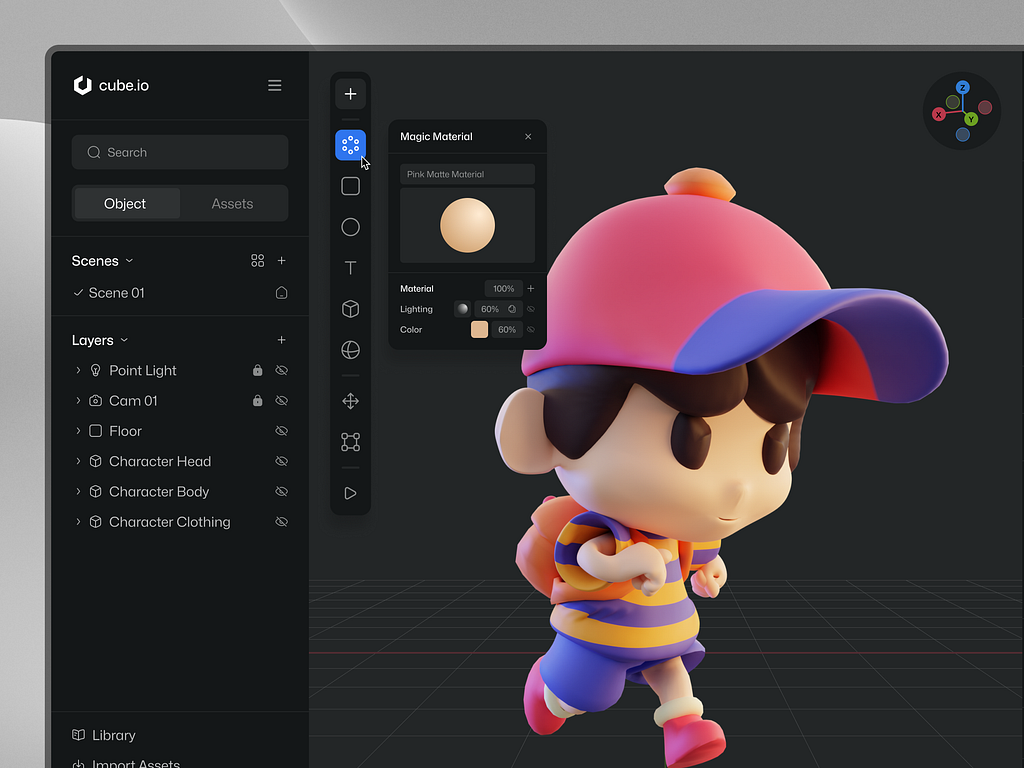 cube.io
Search
Object
Assets
Scenes
Scene 01
Layers
Point Light
Cam 01
Floor
Character Head
Character Body
Character Clothing
Library
Import Assets
T
Magic Material
Pink Matte Material
Material 100%
Lighting 60%
Color 60%
Z
X
Y